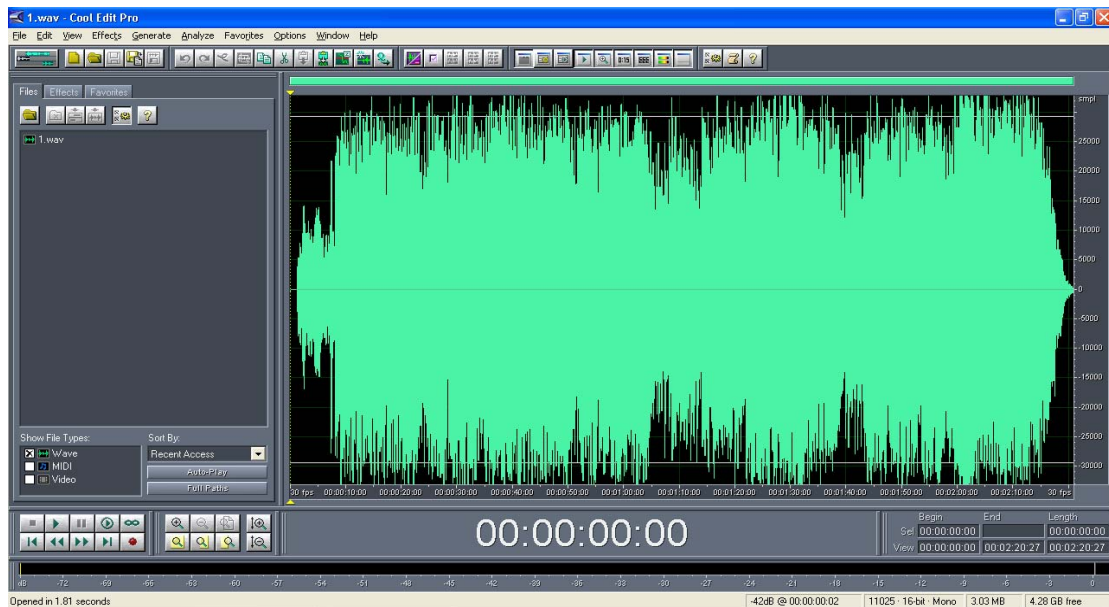 1.wav - Cool Edit Pro
File Edit View Effects Generate Analyze Favorites Options Window Help
Files Effects Favorites
1.wav
Show File Types:
Sort By:
Wave
MIDI
Video
Recent Access
Auto-Play
Full Paths
smpl
25000
20000
15000
10000
5000
0
-5000
-10000
-15000
-20000
-25000
-30000
30 fps 00:00:10:00 00:00:20:00 00:00:30:00 00:00:40:00 00:00:50:00 00:01:00:00 00:01:10:00 00:01:20:00 00:01:30:00 00:01:40:00 00:01:50:00 00:02:00:00 00:02:10:00 30 fps
00:00:00:00
Begin End Length
Sel 00:00:00:00 00:00:00:00
View 00:00:00:00 00:02:20:27 00:02:20:27
dB -72 -69 -66 -63 -60 -57 -54 -51 -48 -45 -42 -39 -36 -33 -30 -27 -24 -21 -18 -15 -12 -9 -6 -3 0
Opened in 1.81 seconds
-42dB @ 00:00:00:02 11025 · 16-bit · Mono 3.03 MB 4.28 GB free